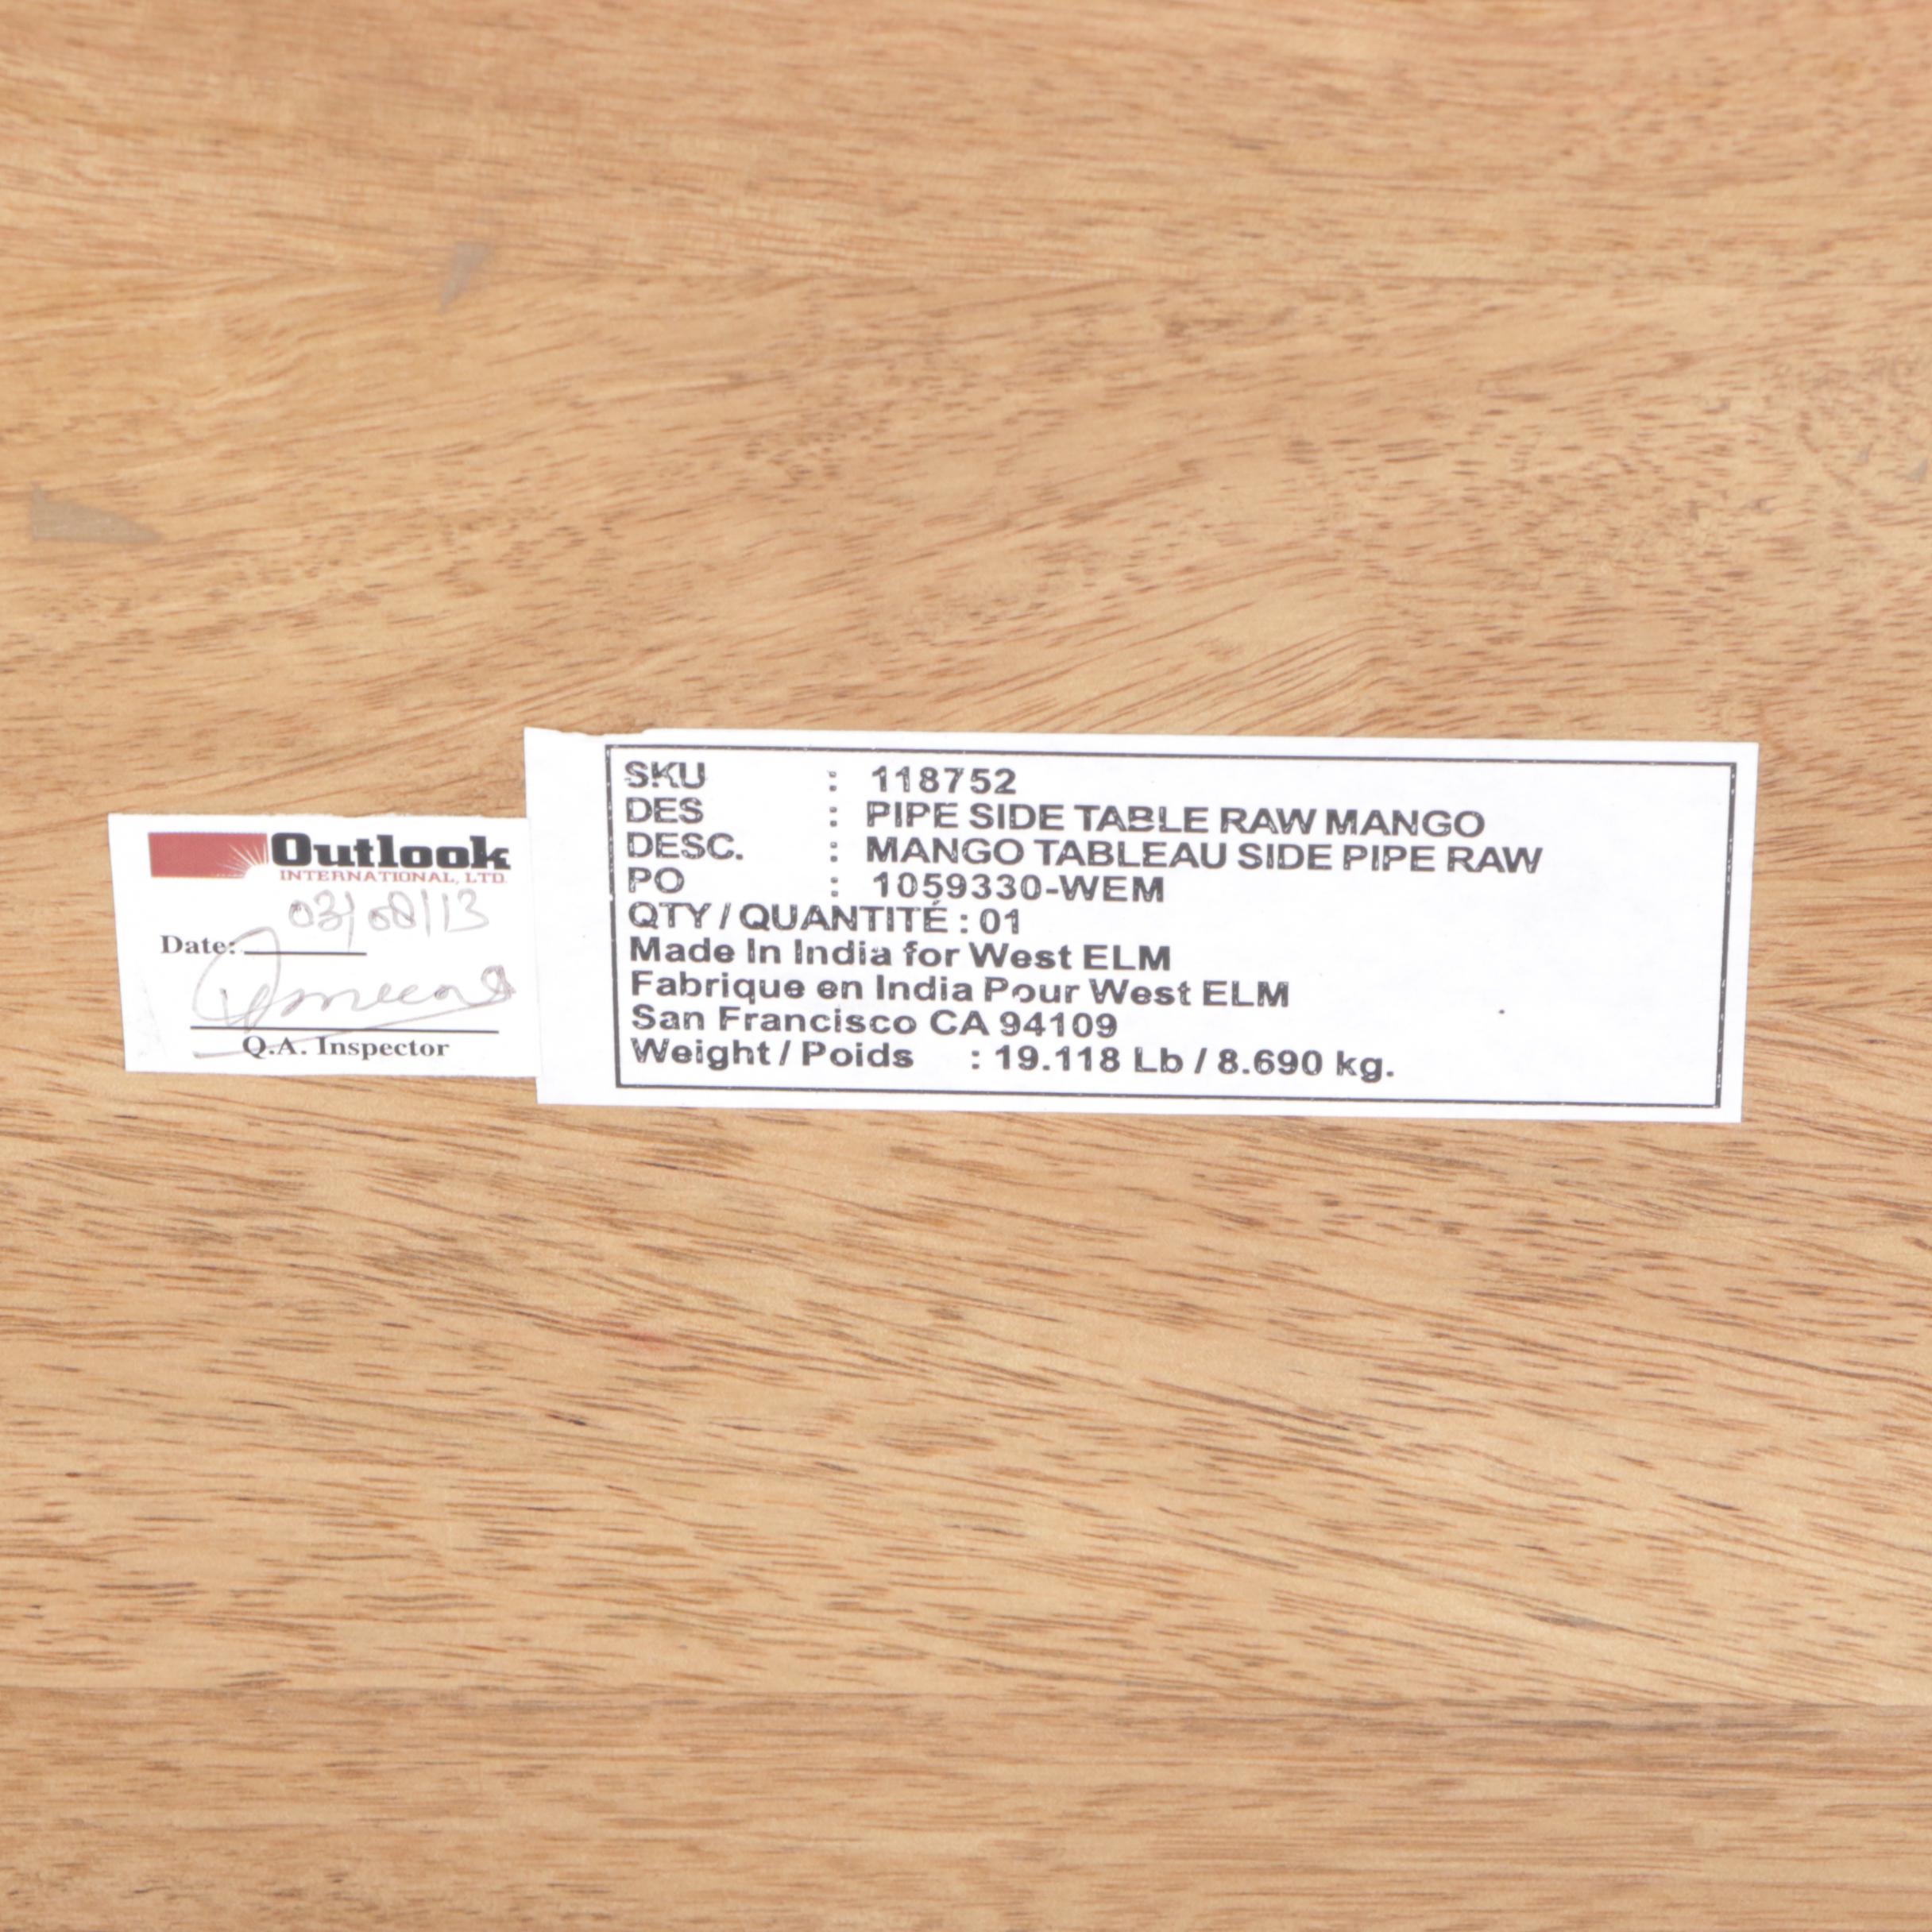 Outlook
INTERNATIONAL, LTD.
03/08/13
Date:
Q.A. Inspector
SKU : 118752
DES : PIPE SIDE TABLE RAW MANGO
DESC. : MANGO TABLEAU SIDE PIPE RAW
PO : 1059330-WEM
QTY / QUANTITÉ : 01
Made In India for West ELM
Fabrique en India Pour West ELM
San Francisco CA 94109
Weight / Poids : 19.118 Lb / 8.690 kg.